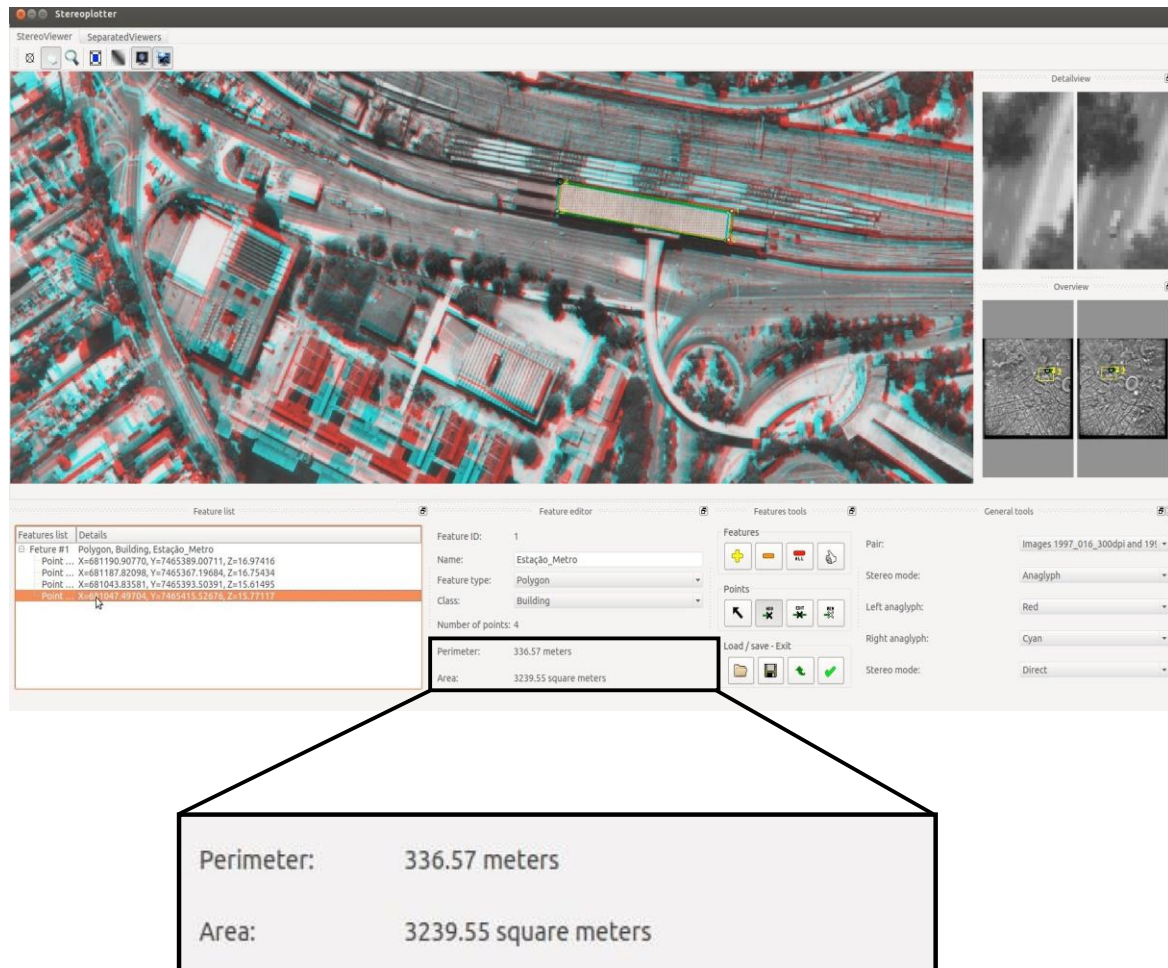 Stereoplotter
StereoViewer SeparatedViewers
Detailview
Overview
Feature list
Feature editor
Features tools
General tools
Features list Details
Feture #1 Polygon, Building, Estação_Metro
Point ... X=681190.90770, Y=7465389.00711, Z=16.97416
Point ... X=681187.82098, Y=7465367.19684, Z=16.75434
Point ... X=681043.83581, Y=7465393.50391, Z=15.61495
Point ... X=681047.49704, Y=7465415.52676, Z=15.77117
Feature ID: 1
Name: Estação_Metro
Feature type: Polygon
Class: Building
Number of points: 4
Perimeter: 336.57 meters
Area: 3239.55 square meters
Features
ALL
Points
Load / save - Exit
Pair: Images 1997_016_300dpi and 199
Stereo mode: Anaglyph
Left anaglyph: Red
Right anaglyph: Cyan
Stereo mode: Direct
Perimeter: 336.57 meters
Area: 3239.55 square meters